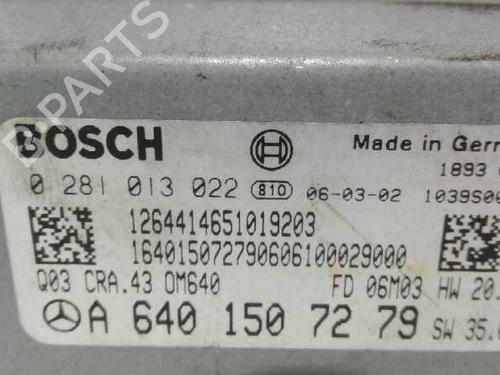 B PARTS
BOSCH
Made in Germ
0 281 013 022 810 06-03-02
1893
1039S00
1264414651019203
164015072790606100029000
Q03 CRA.43 OM640 FD 06M03 HW 20.
A 640 150 72 79 SW 35.